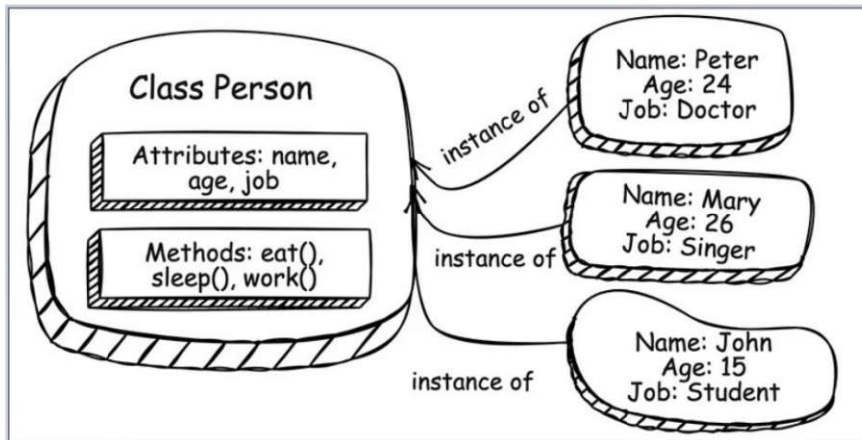 Class Person
Attributes: name,
age, job
Methods: eat(),
sleep(), work()
instance of
Name: Peter
Age: 24
Job: Doctor
instance of
Name: Mary
Age: 26
Job: Singer
instance of
Name: John
Age: 15
Job: Student